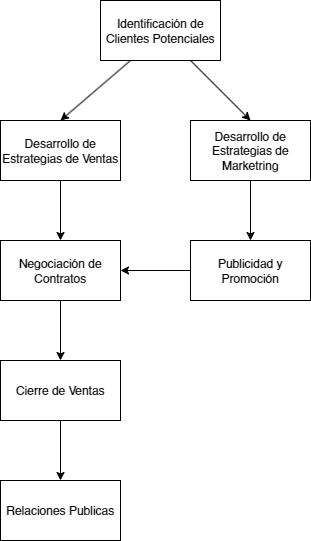 Identificación de
Clientes Potenciales
Desarrollo de
Estrategias de Ventas
Desarrollo de
Estrategias de
Marketring
Negociación de
Contratos
Publicidad y
Promoción
Cierre de Ventas
Relaciones Publicas